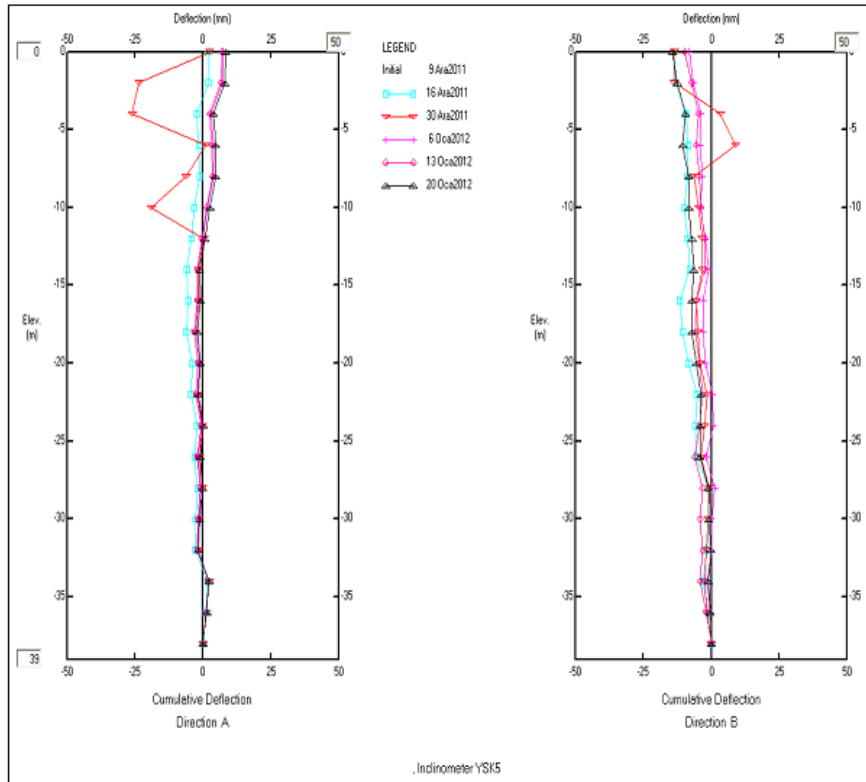 Deflection (mm)
-50 -25 0 25 50
0
0
-5
-10
-15
-20
-25
-30
-35
39
Elev.
(m)
-5
-10
-15
-20
-25
-30
-35
-50 -25 0 25 50
Cumulative Deflection
Direction A
LEGEND
Initial 9 Ara2011
16 Ara2011
30 Ara2011
6 Oca2012
13 Oca2012
20 Oca2012
Deflection (mm)
-50 -25 0 25 50
0
-5
-10
-15
-20
-25
-30
-35
Elev.
(m)
-5
-10
-15
-20
-25
-30
-35
-50 -25 0 25 50
Cumulative Deflection
Direction B
, Inclinometer YSK5